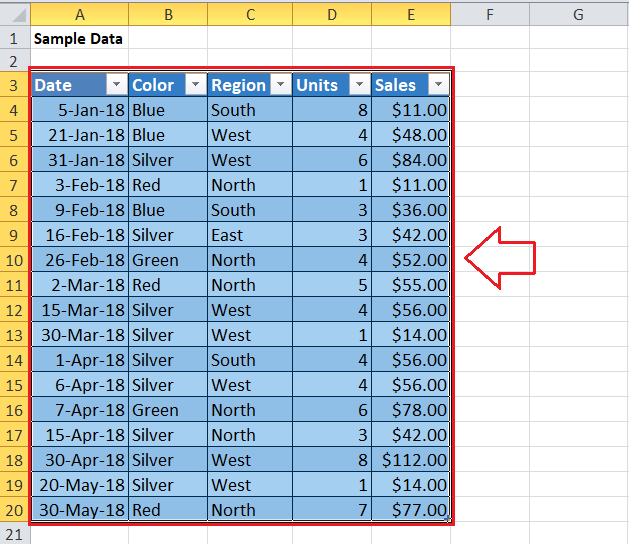 A B C D E F G
1 Sample Data
2
3 Date Color Region Units Sales
4 5-Jan-18 Blue South 8 $11.00
5 21-Jan-18 Blue West 4 $48.00
6 31-Jan-18 Silver West 6 $84.00
7 3-Feb-18 Red North 1 $11.00
8 9-Feb-18 Blue South 3 $36.00
9 16-Feb-18 Silver East 3 $42.00
10 26-Feb-18 Green North 4 $52.00
11 2-Mar-18 Red North 5 $55.00
12 15-Mar-18 Silver West 4 $56.00
13 30-Mar-18 Silver West 1 $14.00
14 1-Apr-18 Silver South 4 $56.00
15 6-Apr-18 Silver West 4 $56.00
16 7-Apr-18 Green North 6 $78.00
17 15-Apr-18 Silver North 3 $42.00
18 30-Apr-18 Silver West 8 $112.00
19 20-May-18 Silver West 1 $14.00
20 30-May-18 Red North 7 $77.00
21